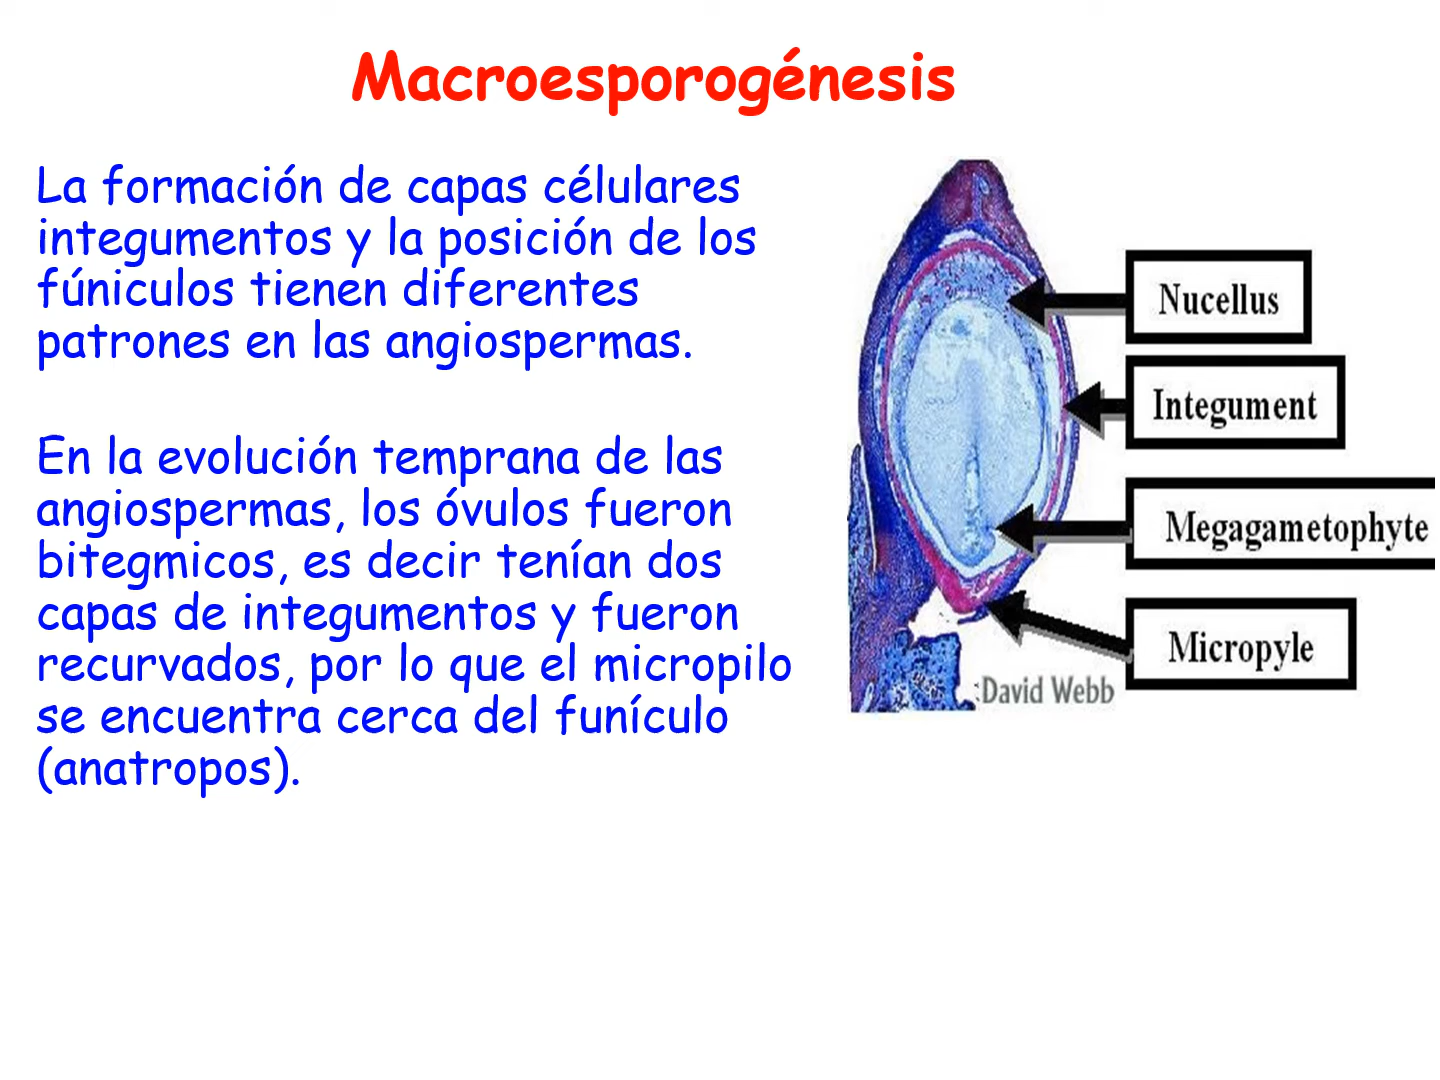 Macroesporogénesis
La formación de capas célulares
integumentos y la posición de los
fúniculos tienen diferentes
patrones en las angiospermas.
En la evolución temprana de las
angiospermas, los óvulos fueron
bitegmicos, es decir tenían dos
capas de integumentos y fueron
recurvados, por lo que el micropilo
se encuentra cerca del funículo
(anatropos).
Nucellus
Integument
Megagametophyte
Micropyle
David Webb